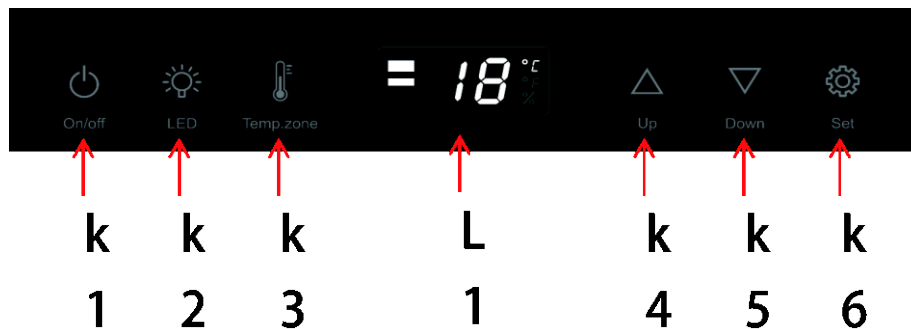 18 °C
°F
%
On/off LED Temp.zone Up Down Set
k k k L k k k
1 2 3 1 4 5 6